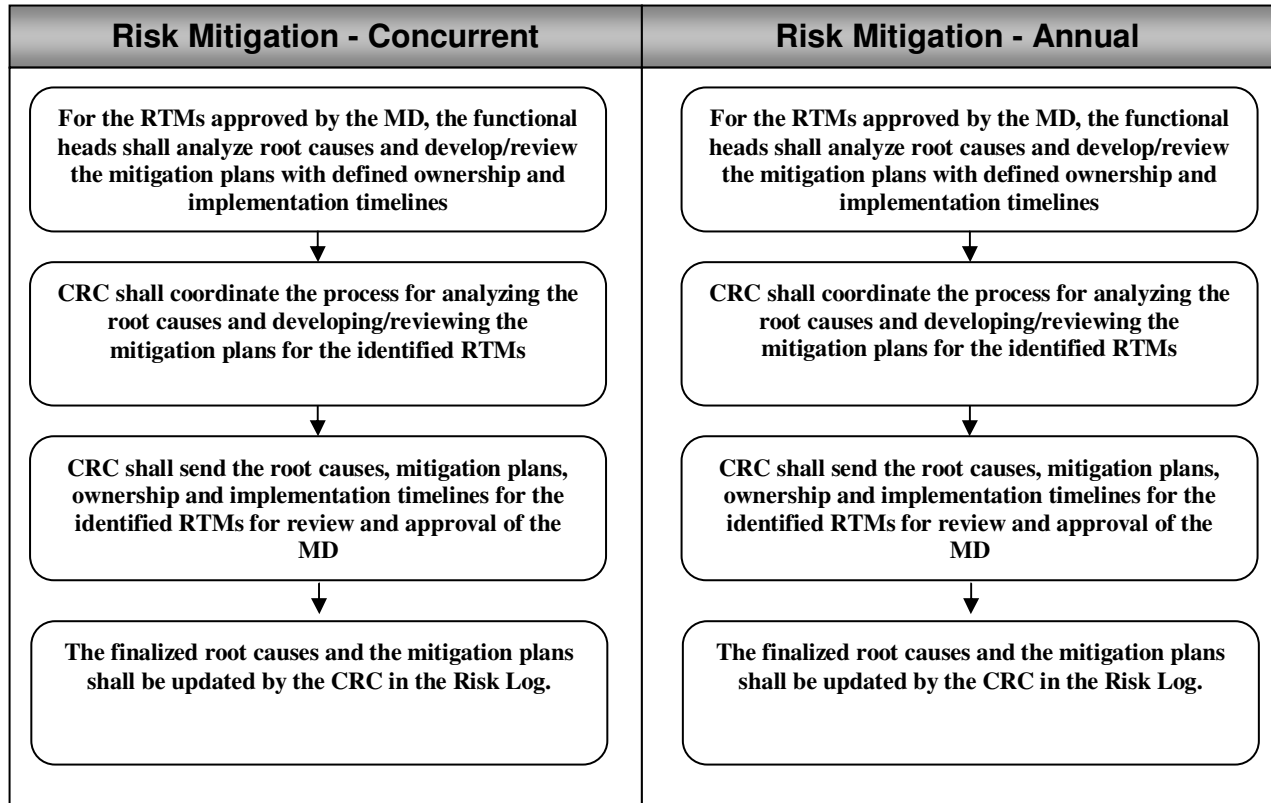 Risk Mitigation - Concurrent
For the RTMs approved by the MD, the functional
heads shall analyze root causes and develop/review
the mitigation plans with defined ownership and
implementation timelines
CRC shall coordinate the process for analyzing the
root causes and developing/reviewing the
mitigation plans for the identified RTMs
CRC shall send the root causes, mitigation plans,
ownership and implementation timelines for the
identified RTMs for review and approval of the
MD
The finalized root causes and the mitigation plans
shall be updated by the CRC in the Risk Log.
Risk Mitigation - Annual
For the RTMs approved by the MD, the functional
heads shall analyze root causes and develop/review
the mitigation plans with defined ownership and
implementation timelines
CRC shall coordinate the process for analyzing the
root causes and developing/reviewing the
mitigation plans for the identified RTMs
CRC shall send the root causes, mitigation plans,
ownership and implementation timelines for the
identified RTMs for review and approval of the
MD
The finalized root causes and the mitigation plans
shall be updated by the CRC in the Risk Log.